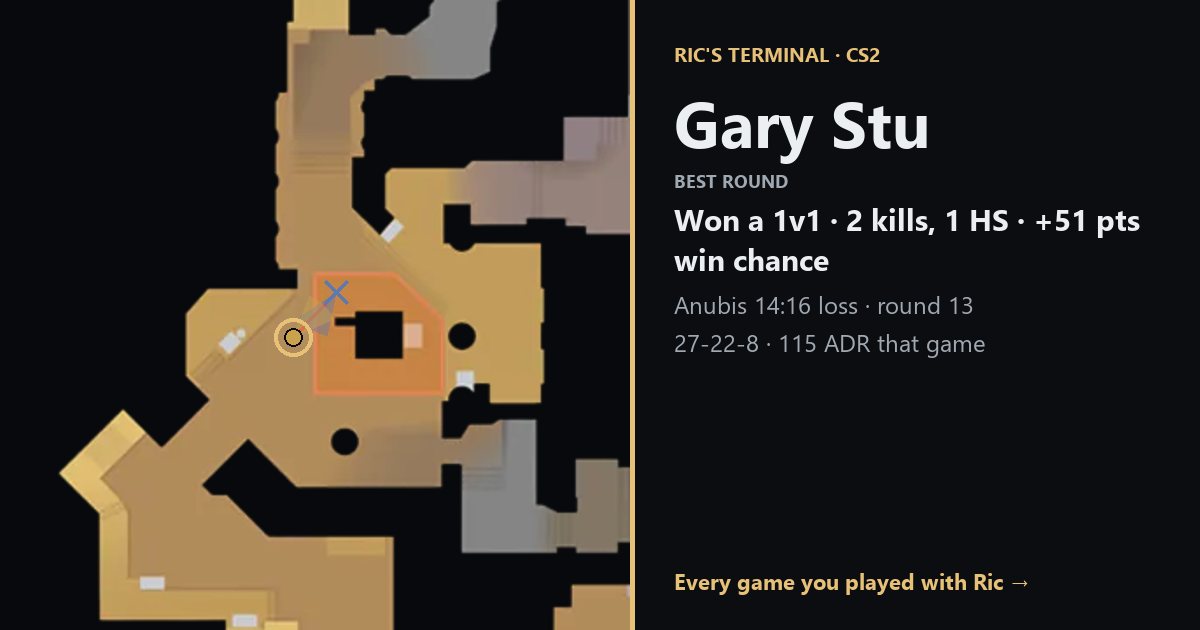 RIC'S TERMINAL · CS2
Gary Stu
BEST ROUND
Won a 1v1 · 2 kills, 1 HS · +51 pts
win chance
Anubis 14:16 loss · round 13
27-22-8 · 115 ADR that game
Every game you played with Ric →